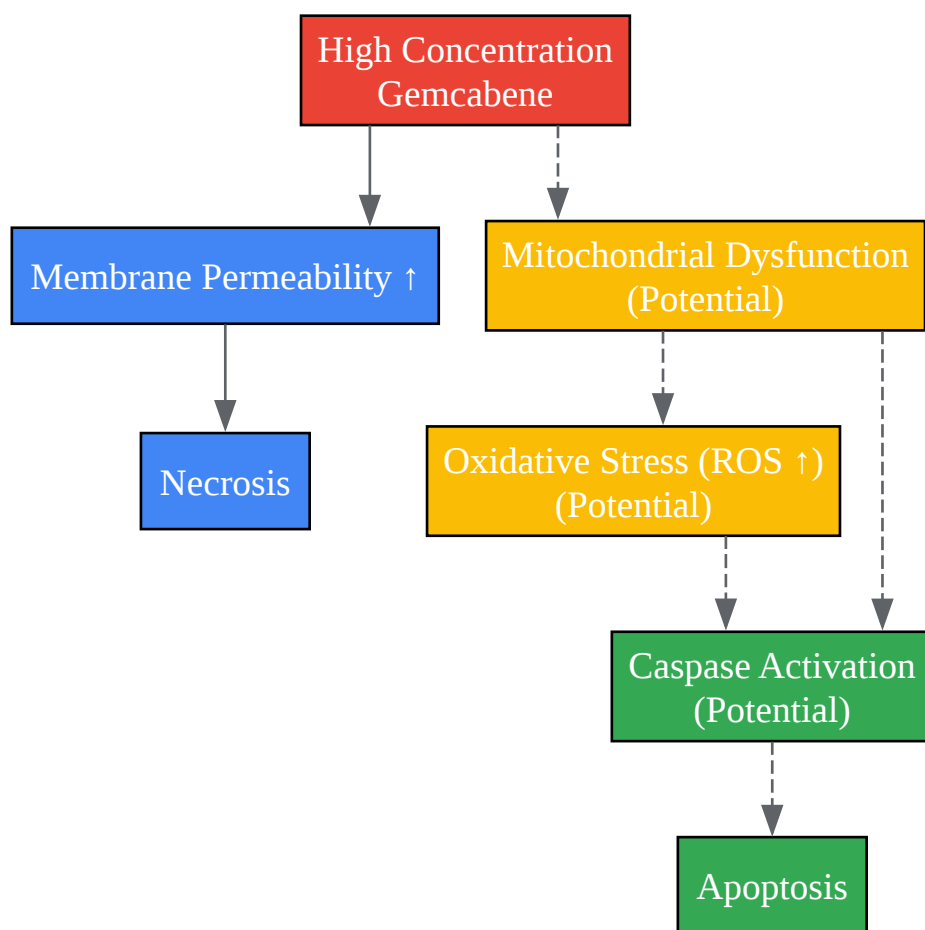 High Concentration
Gemcabene
Membrane Permeability ↑
Mitochondrial Dysfunction
(Potential)
Necrosis
Oxidative Stress (ROS ↑)
(Potential)
Caspase Activation
(Potential)
Apoptosis